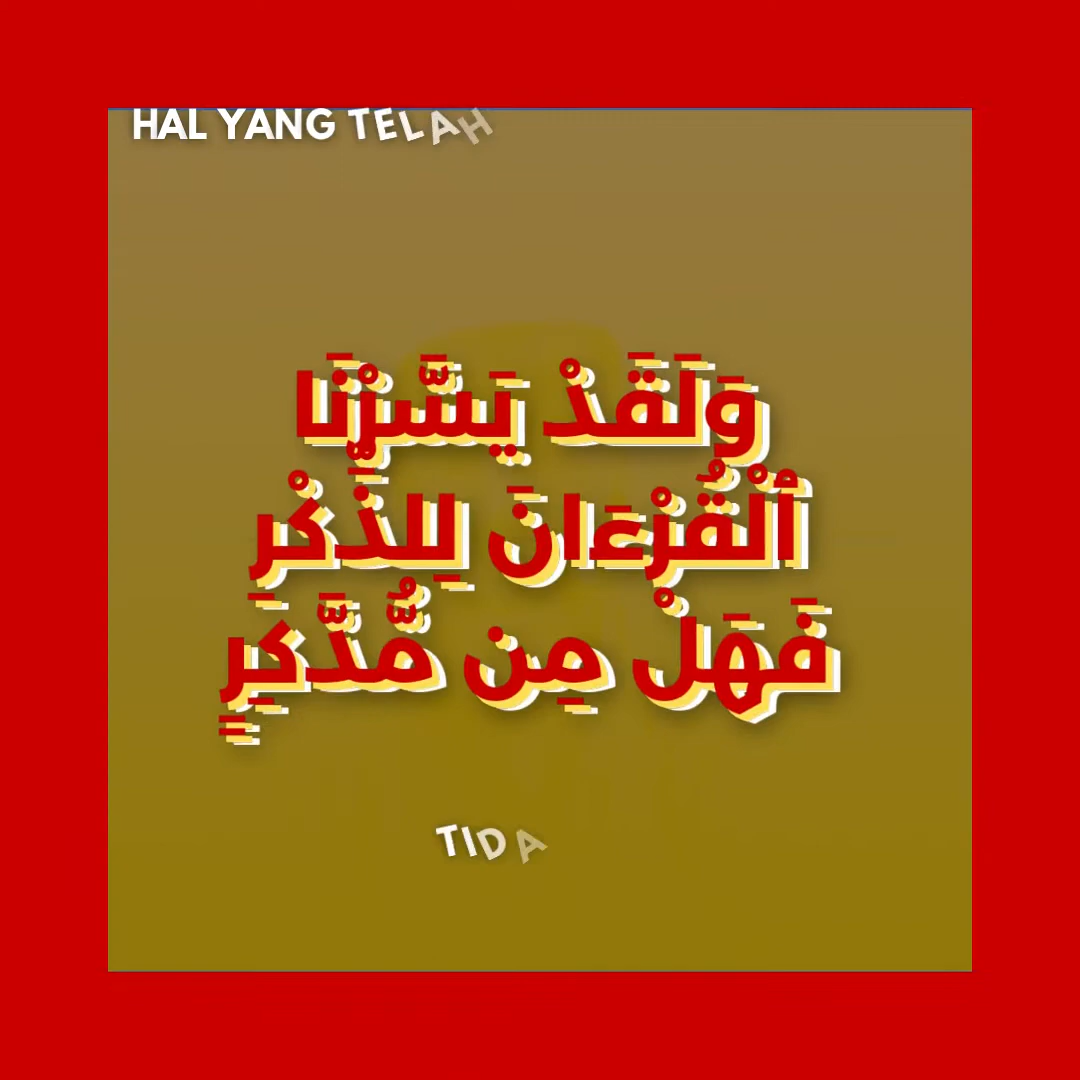 HAL YANG TELAH
وَلَقَدْ يَسَّرْنَا
ٱلْقُرْءَانَ لِلذِّكْرِ
فَهَلْ مِن مُّدَّكِرٍ
TIDA